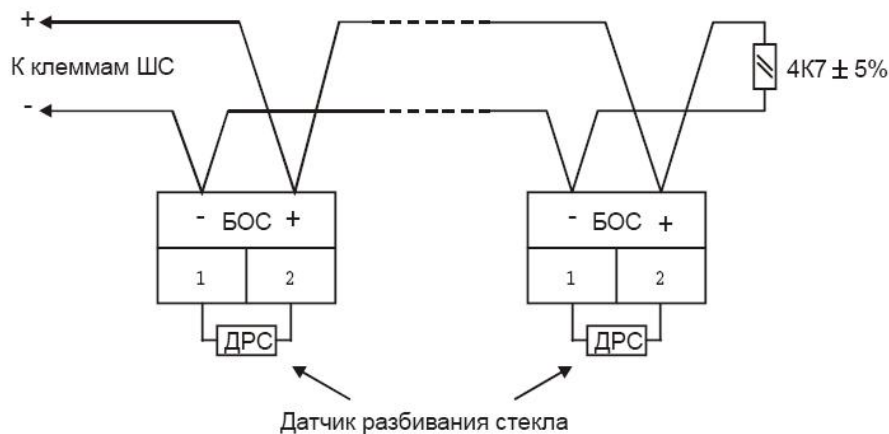 +
К клеммам ШС
4К7 ± 5%
-
- БОС +
- БОС +
1 2
1 2
ДРС
ДРС
Датчик разбивания стекла